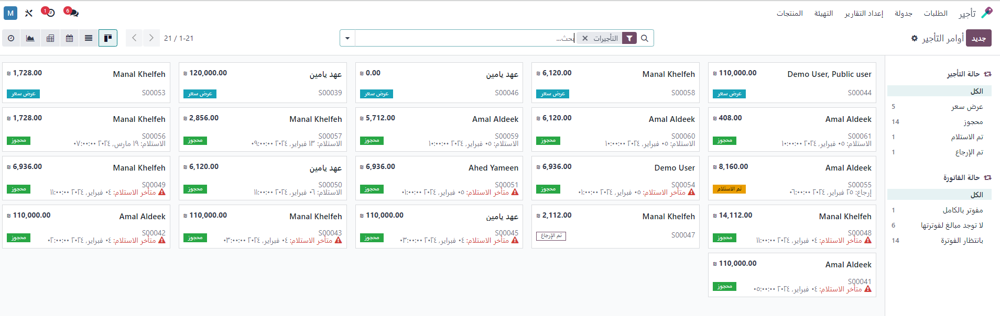 تأجير
الطلبات
جدولة
إعداد التقارير
التهيئة
المنتجات
6
1
M
جديد
أوامر التأجير
التأجيرات
بحث...
21 / 1-21
حالة التأجير
الكل
عرض سعر 5
محجوز 14
تم الاستلام 1
تم الإرجاع 1
حالة الفاتورة
الكل
مفوتر بالكامل 1
لا توجد مبالغ لفوترتها 6
بانتظار الفوترة 14
Demo User, Public user
₪ 110,000.00
S00044
عرض سعر
Manal Khelfeh
₪ 6,120.00
S00058
عرض سعر
عهد يامين
₪ 0.00
S00046
عرض سعر
عهد يامين
₪ 120,000.00
S00039
عرض سعر
Manal Khelfeh
₪ 1,728.00
S00053
عرض سعر
Amal Aldeek
₪ 408.00
S00061
الاستلام: ٠٥ فبراير, ٢٠٢٤ ١٠:٠٠:٠٠
محجوز
Amal Aldeek
₪ 6,120.00
S00060
الاستلام: ٠٥ فبراير, ٢٠٢٤ ١٠:٠٠:٠٠
محجوز
Amal Aldeek
₪ 5,712.00
S00059
الاستلام: ٠٥ فبراير, ٢٠٢٤ ١٠:٠٠:٠٠
محجوز
Manal Khelfeh
₪ 2,856.00
S00057
الاستلام: ١٣ فبراير, ٢٠٢٤ ٠٩:٠٠:٠٠
محجوز
Manal Khelfeh
₪ 1,728.00
S00056
الاستلام: ١٩ مارس, ٢٠٢٤ ٠٧:٠٠:٠٠
محجوز
Amal Aldeek
₪ 8,160.00
S00055
إرجاع: ٢٥ فبراير, ٢٠٢٤ ٠٦:٠٠:٠٠
تم الاستلام
Demo User
₪ 6,936.00
S00054
متأخر الاستلام: ٠٥ فبراير, ٢٠٢٤ ٠١:٠٠:٠٠
محجوز
Ahed Yameen
₪ 6,936.00
S00051
متأخر الاستلام: ٠٥ فبراير, ٢٠٢٤ ٠١:٠٠:٠٠
محجوز
عهد يامين
₪ 6,120.00
S00050
الاستلام: ٠٦ فبراير, ٢٠٢٤ ١١:٠٠:٠٠
محجوز
Manal Khelfeh
₪ 6,936.00
S00049
متأخر الاستلام: ٠٤ فبراير, ٢٠٢٤ ١١:٠٠:٠٠
محجوز
Manal Khelfeh
₪ 14,112.00
S00048
متأخر الاستلام: ٠٤ فبراير, ٢٠٢٤ ١١:٠٠:٠٠
محجوز
Manal Khelfeh
₪ 2,112.00
S00047
تم الإرجاع
عهد يامين
₪ 110,000.00
S00045
متأخر الاستلام: ٠٤ فبراير, ٢٠٢٤ ٠٣:٠٠:٠٠
محجوز
Manal Khelfeh
₪ 110,000.00
S00043
متأخر الاستلام: ٠٤ فبراير, ٢٠٢٤ ٠٣:٠٠:٠٠
محجوز
Amal Aldeek
₪ 110,000.00
S00042
متأخر الاستلام: ٠٤ فبراير, ٢٠٢٤ ٠٢:٠٠:٠٠
محجوز
Amal Aldeek
₪ 110,000.00
S00041
متأخر الاستلام: ٠٤ فبراير, ٢٠٢٤ ٠٥:٠٠:٠٠
محجوز